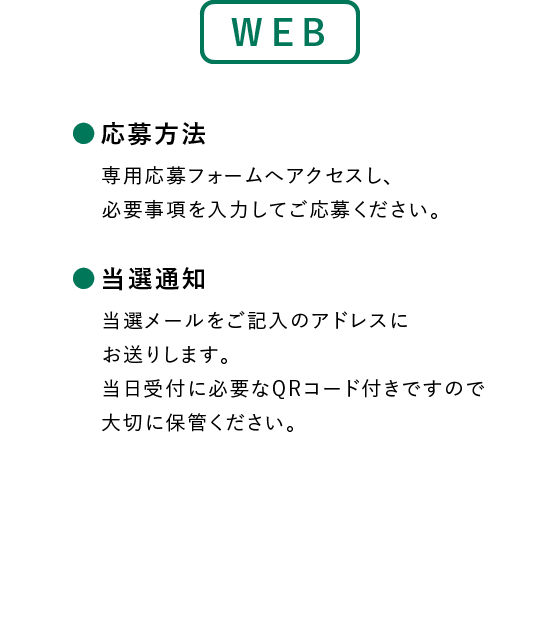 WEB
●応募方法
専用応募フォームへアクセスし、
必要事項を入力してご応募ください。
●当選通知
当選メールをご記入のアドレスに
お送りします。
当日受付に必要なQRコード付きですので
大切に保管ください。